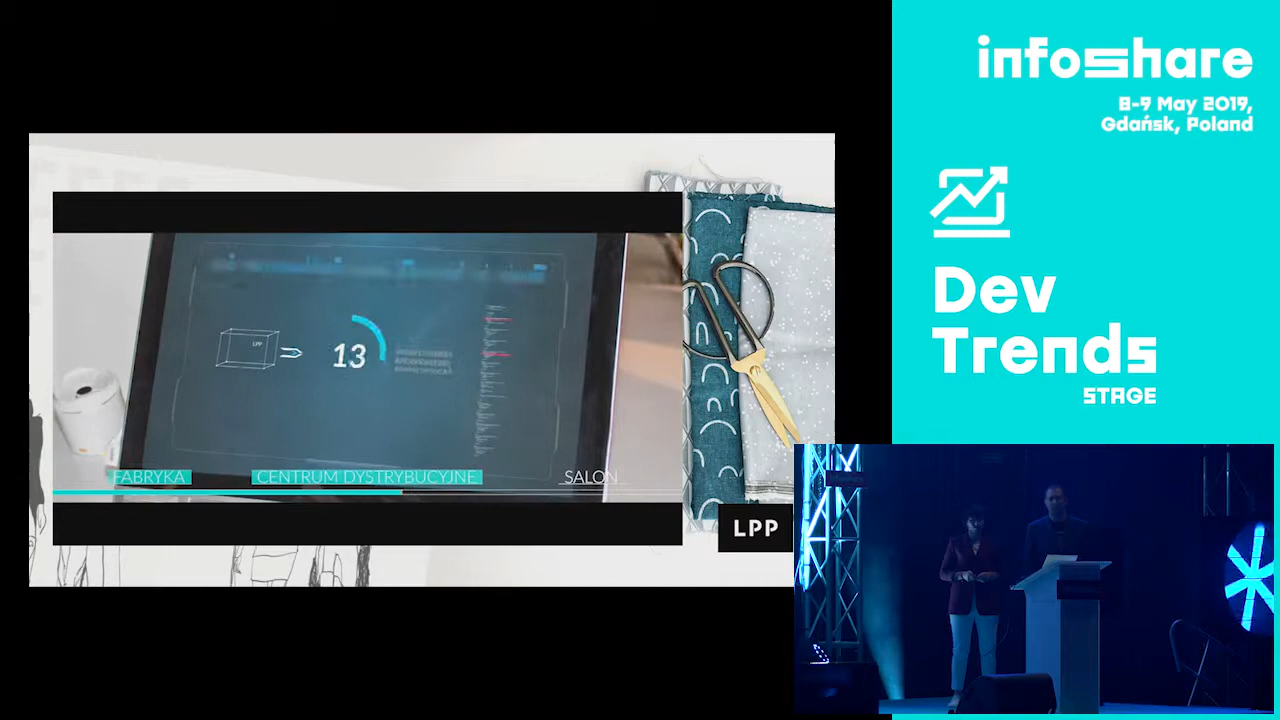 infoshare
8-9 May 2019,
Gdańsk, Poland
Dev
Trends
STAGE
LPP
13
FABRYKA
CENTRUM DYSTRYBUCYJNE
SALON
LPP